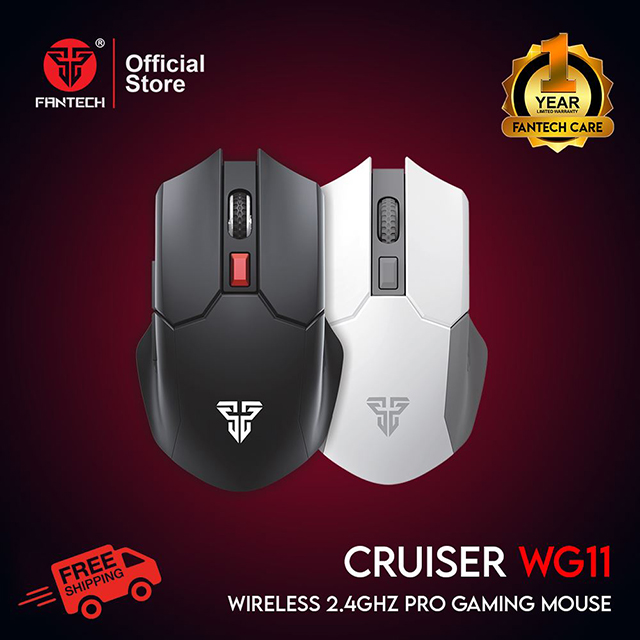 ®
FANTECH
Official
Store
1
YEAR
LIMITED WARRANTY
FANTECH CARE
FREE
SHIPPING
CRUISER WG11
WIRELESS 2.4GHZ PRO GAMING MOUSE